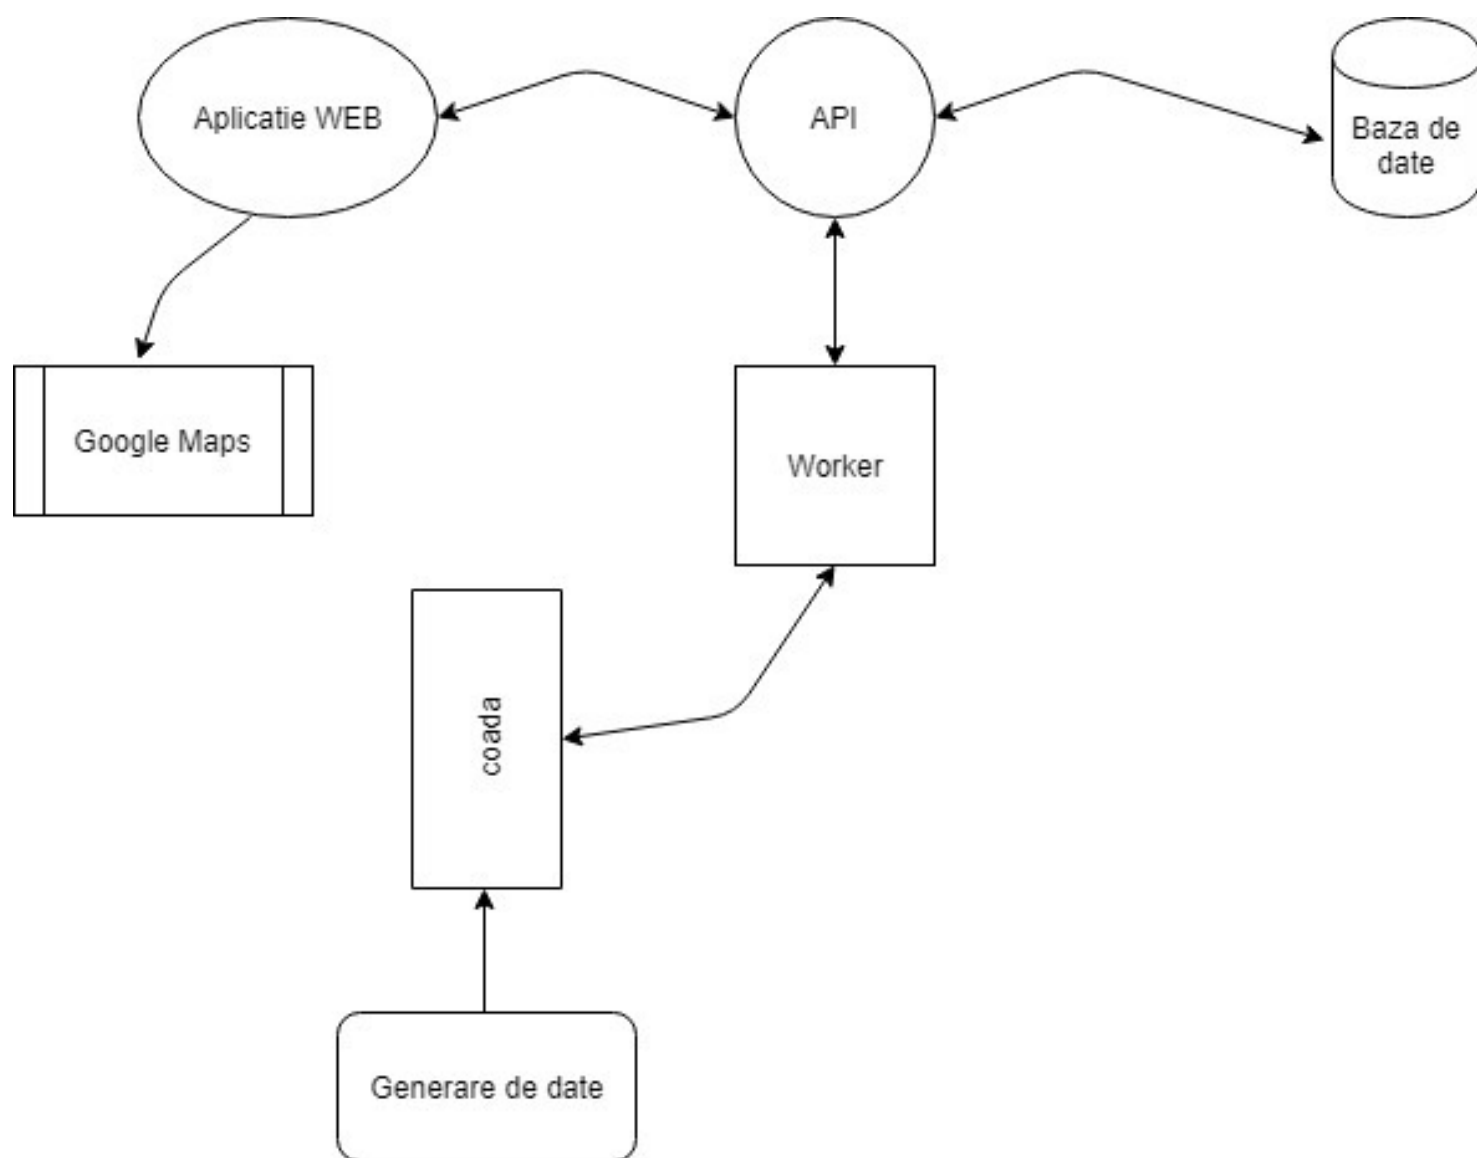 Aplicatie WEB
API
Baza de
date
Google Maps
Worker
coada
Generare de date